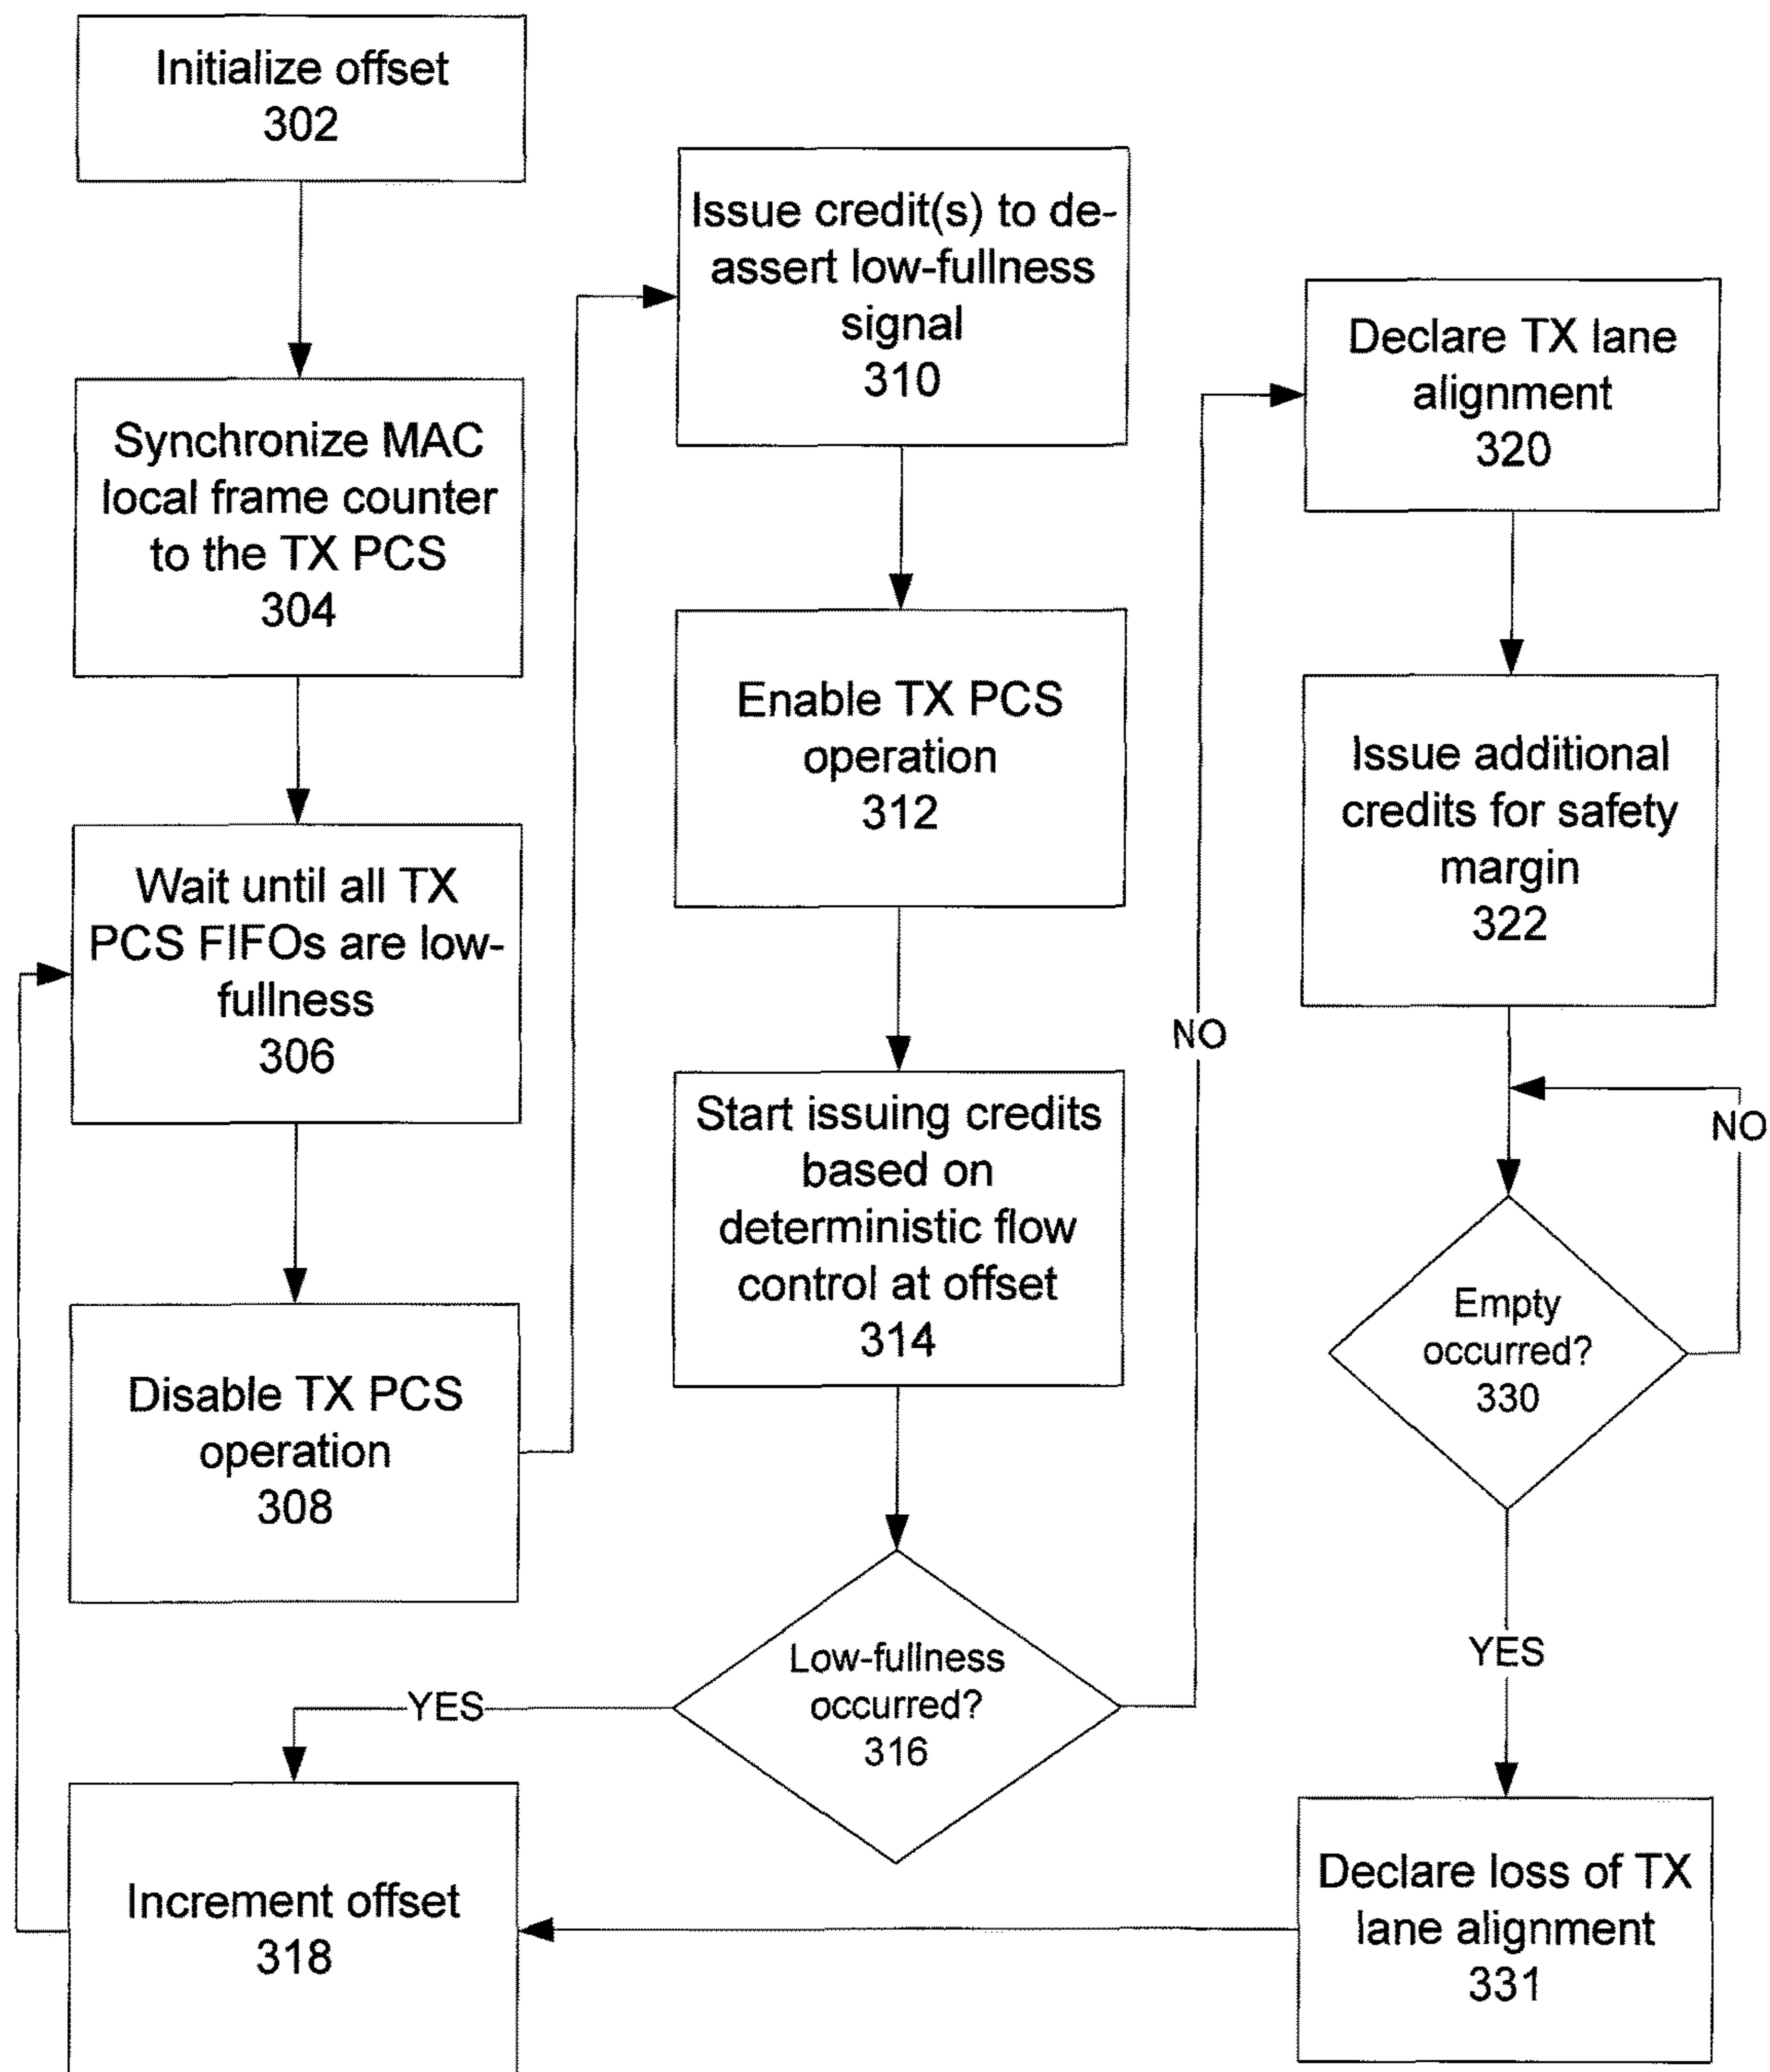 Initialize offset
302
Synchronize MAC
local frame counter
to the TX PCS
304
Wait until all TX
PCS FIFOs are low-
fullness
306
Disable TX PCS
operation
308
Issue credit(s) to de-
assert low-fullness
signal
310
Enable TX PCS
operation
312
Start issuing credits
based on
deterministic flow
control at offset
314
Low-fullness
occurred?
316
YES
NO
Increment offset
318
Declare TX lane
alignment
320
Issue additional
credits for safety
margin
322
Empty
occurred?
330
NO
YES
Declare loss of TX
lane alignment
331